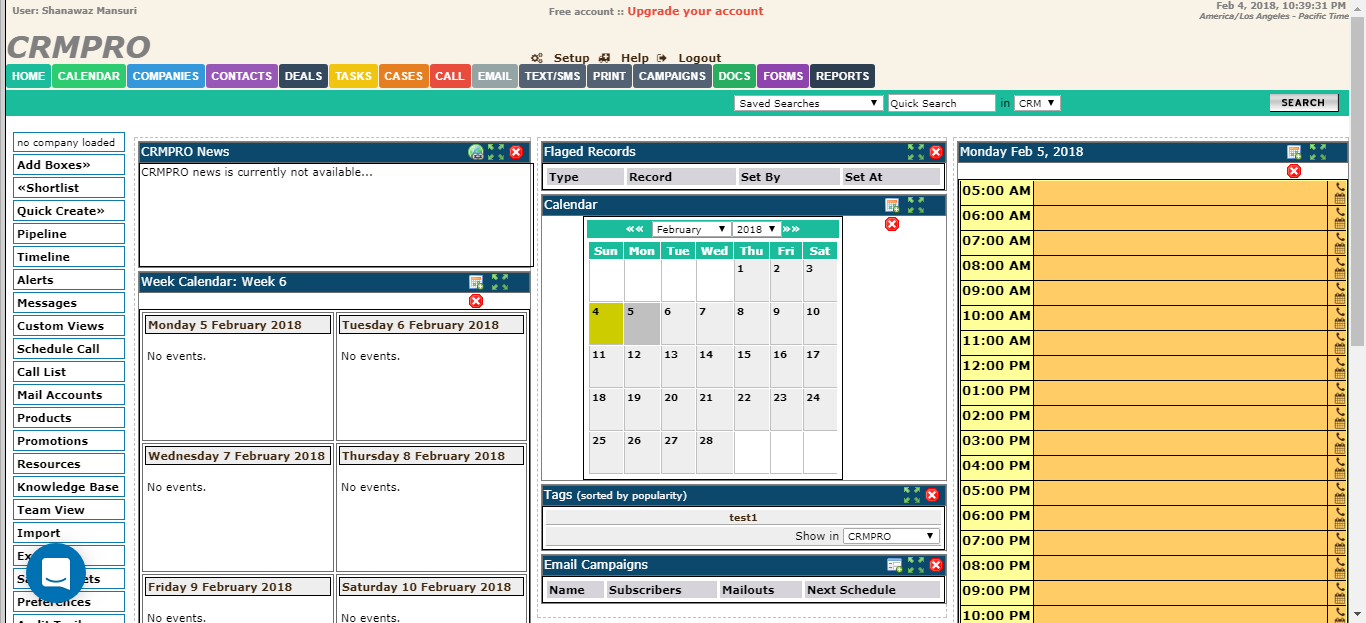 User: Shanawaz Mansuri
Free account :: Upgrade your account
Feb 4, 2018, 10:39:31 PM
America/Los Angeles - Pacific Time
CRMPRO
Setup Help Logout
HOME CALENDAR COMPANIES CONTACTS DEALS TASKS CASES CALL EMAIL TEXT/SMS PRINT CAMPAIGNS DOCS FORMS REPORTS
Saved Searches Quick Search in CRM SEARCH
no company loaded
Add Boxes»
«Shortlist
Quick Create»
Pipeline
Timeline
Alerts
Messages
Custom Views
Schedule Call
Call List
Mail Accounts
Products
Promotions
Resources
Knowledge Base
Team View
Import
Preferences
CRMPRO News
CRMPRO news is currently not available...
Week Calendar: Week 6
Monday 5 February 2018 Tuesday 6 February 2018
No events. No events.
Wednesday 7 February 2018 Thursday 8 February 2018
No events. No events.
Friday 9 February 2018 Saturday 10 February 2018
No events. No events.
Flaged Records
Type Record Set By Set At
Calendar
«« February 2018 »»
Sun Mon Tue Wed Thu Fri Sat
1 2 3
4 5 6 7 8 9 10
11 12 13 14 15 16 17
18 19 20 21 22 23 24
25 26 27 28
Tags (sorted by popularity)
test1
Show in CRMPRO
Email Campaigns
Name Subscribers Mailouts Next Schedule
Monday Feb 5, 2018
05:00 AM
06:00 AM
07:00 AM
08:00 AM
09:00 AM
10:00 AM
11:00 AM
12:00 PM
01:00 PM
02:00 PM
03:00 PM
04:00 PM
05:00 PM
06:00 PM
07:00 PM
08:00 PM
09:00 PM
10:00 PM